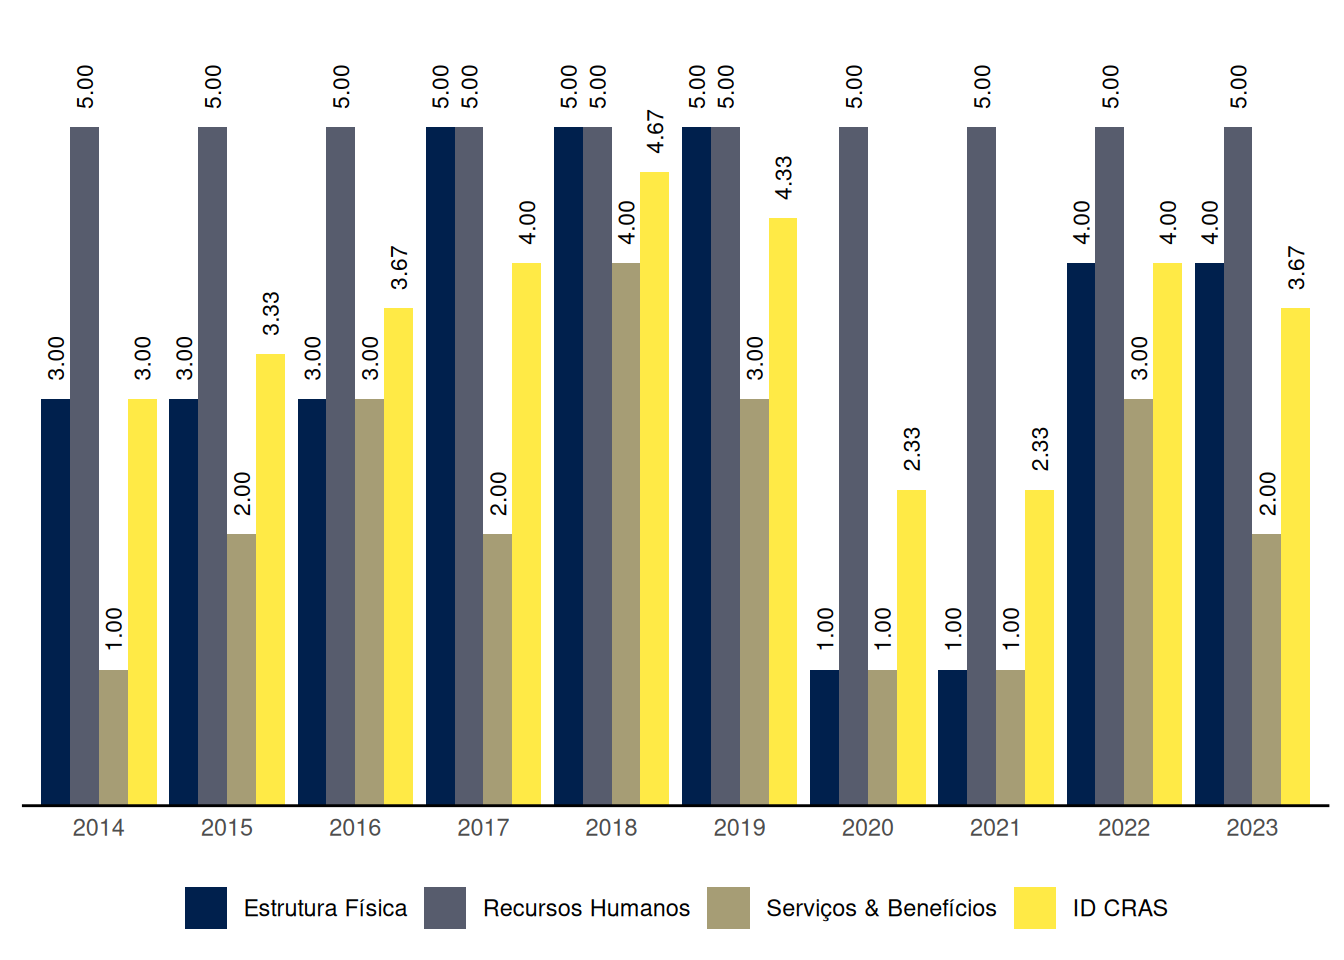 5.00 5.00 5.00 5.00 5.00 5.00 5.00 5.00 5.00 5.00 5.00 5.00 5.00
4.67
4.33
4.00 4.00 4.00 4.00 4.00
3.67 3.67
3.33
3.00 3.00 3.00 3.00 3.00 3.00 3.00
2.33 2.33
2.00 2.00 2.00
1.00 1.00 1.00 1.00 1.00
2014 2015 2016 2017 2018 2019 2020 2021 2022 2023
Estrutura Física Recursos Humanos Serviços & Benefícios ID CRAS